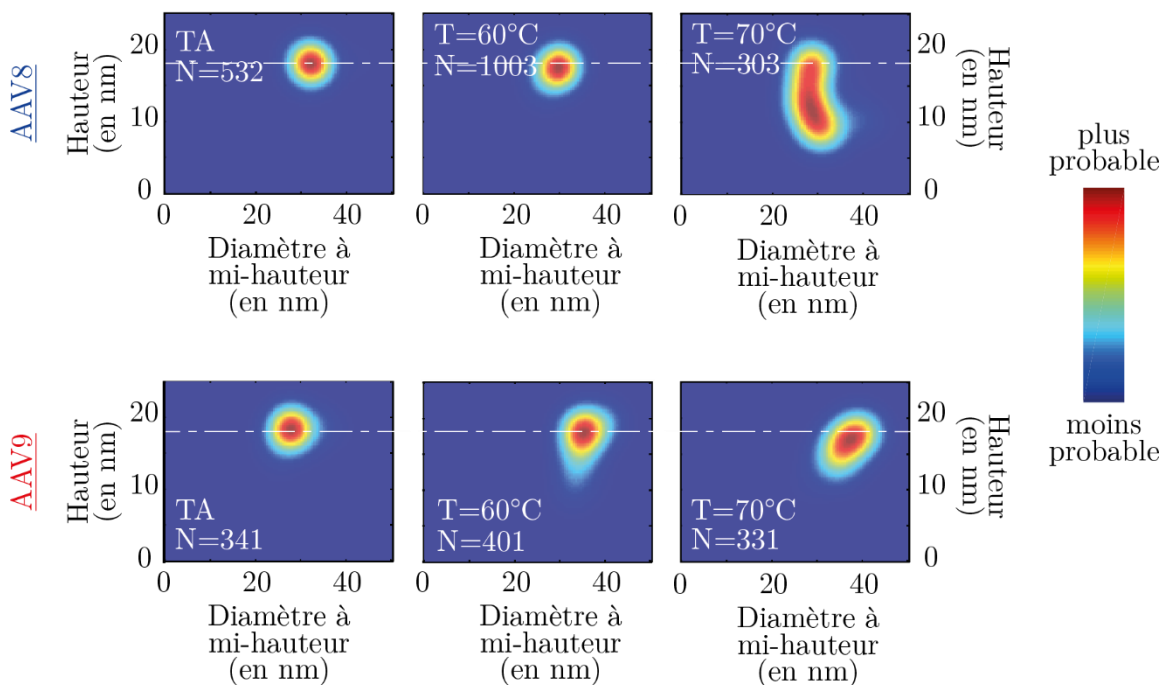 AAV8
Hauteur
(en nm)
20
10
0
TA
N=532
0
20
40
Diamètre à
mi-hauteur
(en nm)
T=60°C
N=1003
0
20
40
Diamètre à
mi-hauteur
(en nm)
T=70°C
N=303
0
20
40
Diamètre à
mi-hauteur
(en nm)
20
10
0
Hauteur
(en nm)
AAV9
Hauteur
(en nm)
20
10
0
TA
N=341
0
20
40
Diamètre à
mi-hauteur
(en nm)
T=60°C
N=401
0
20
40
Diamètre à
mi-hauteur
(en nm)
T=70°C
N=331
0
20
40
Diamètre à
mi-hauteur
(en nm)
20
10
0
Hauteur
(en nm)
plus
probable
moins
probable